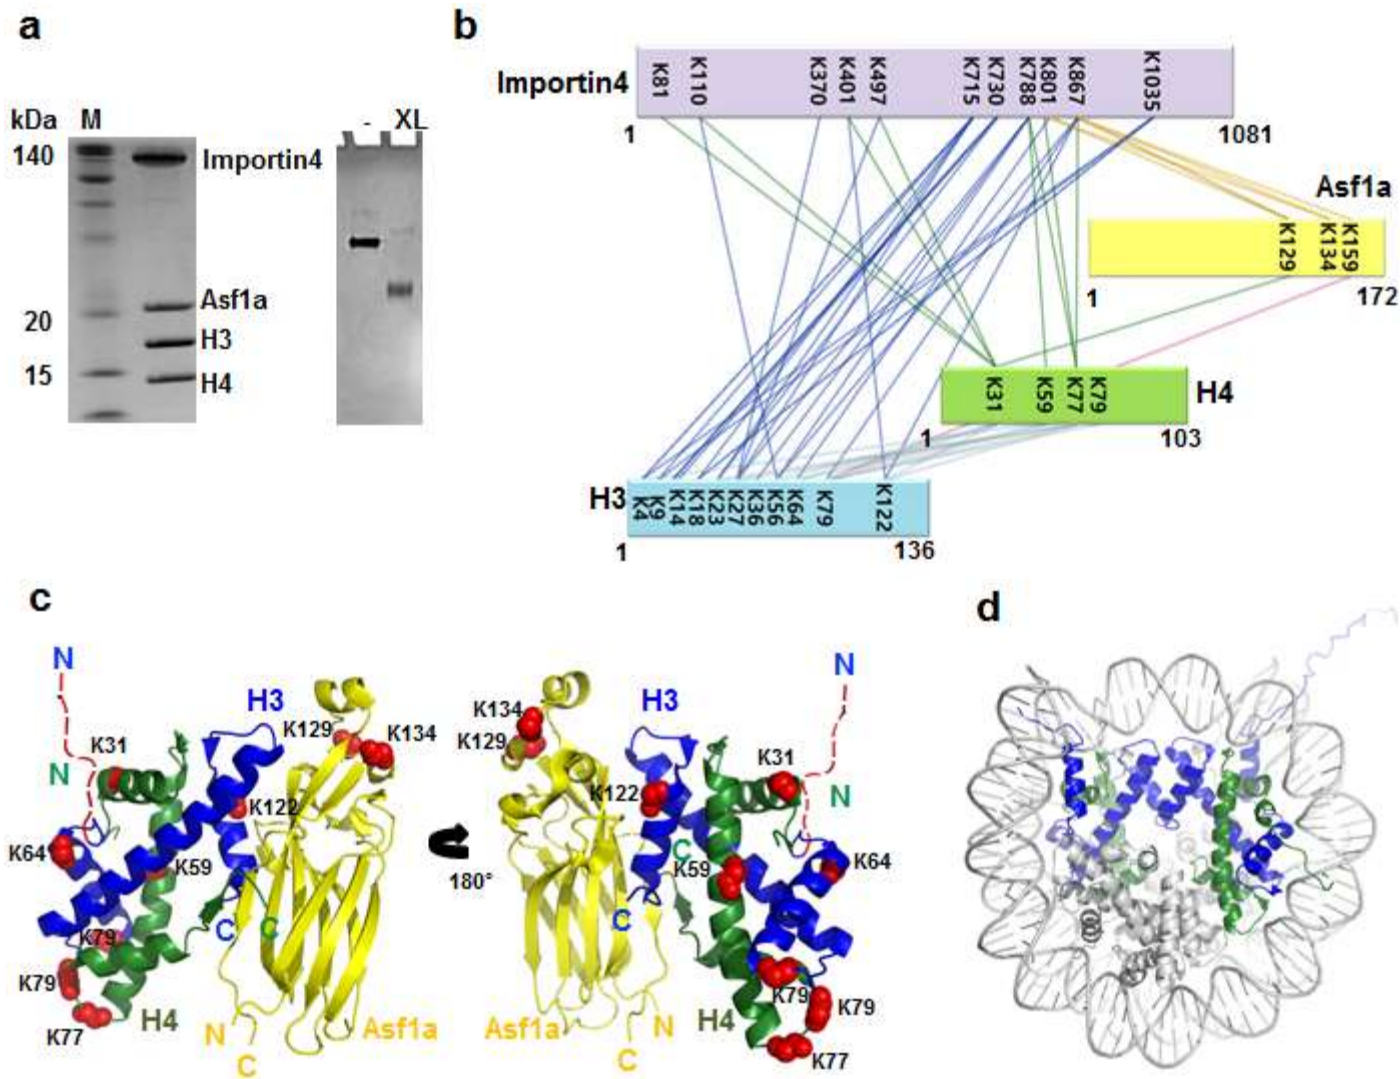 a
kDa
M
140
20
15
Importin4
Asf1a
H3
H4
-
XL
b
Importin4
K81
K110
K370
K401
K497
K715
K730
K788
K801
K867
K1035
1
1081
Asf1a
K129
K134
K159
1
172
K31
K59
K77
K79
H4
1
103
H3
K4
K9
K14
K18
K23
K27
K36
K56
K64
K79
K122
1
136
c
N
H3
K129
K134
K31
N
K122
K64
K59
K79
C
C
K79
H4
K77
N
C
Asf1a
180°
N
K134
H3
K129
K31
N
K122
C
K59
K64
C
K79
K79
Asf1a
N
H4
C
K77
d